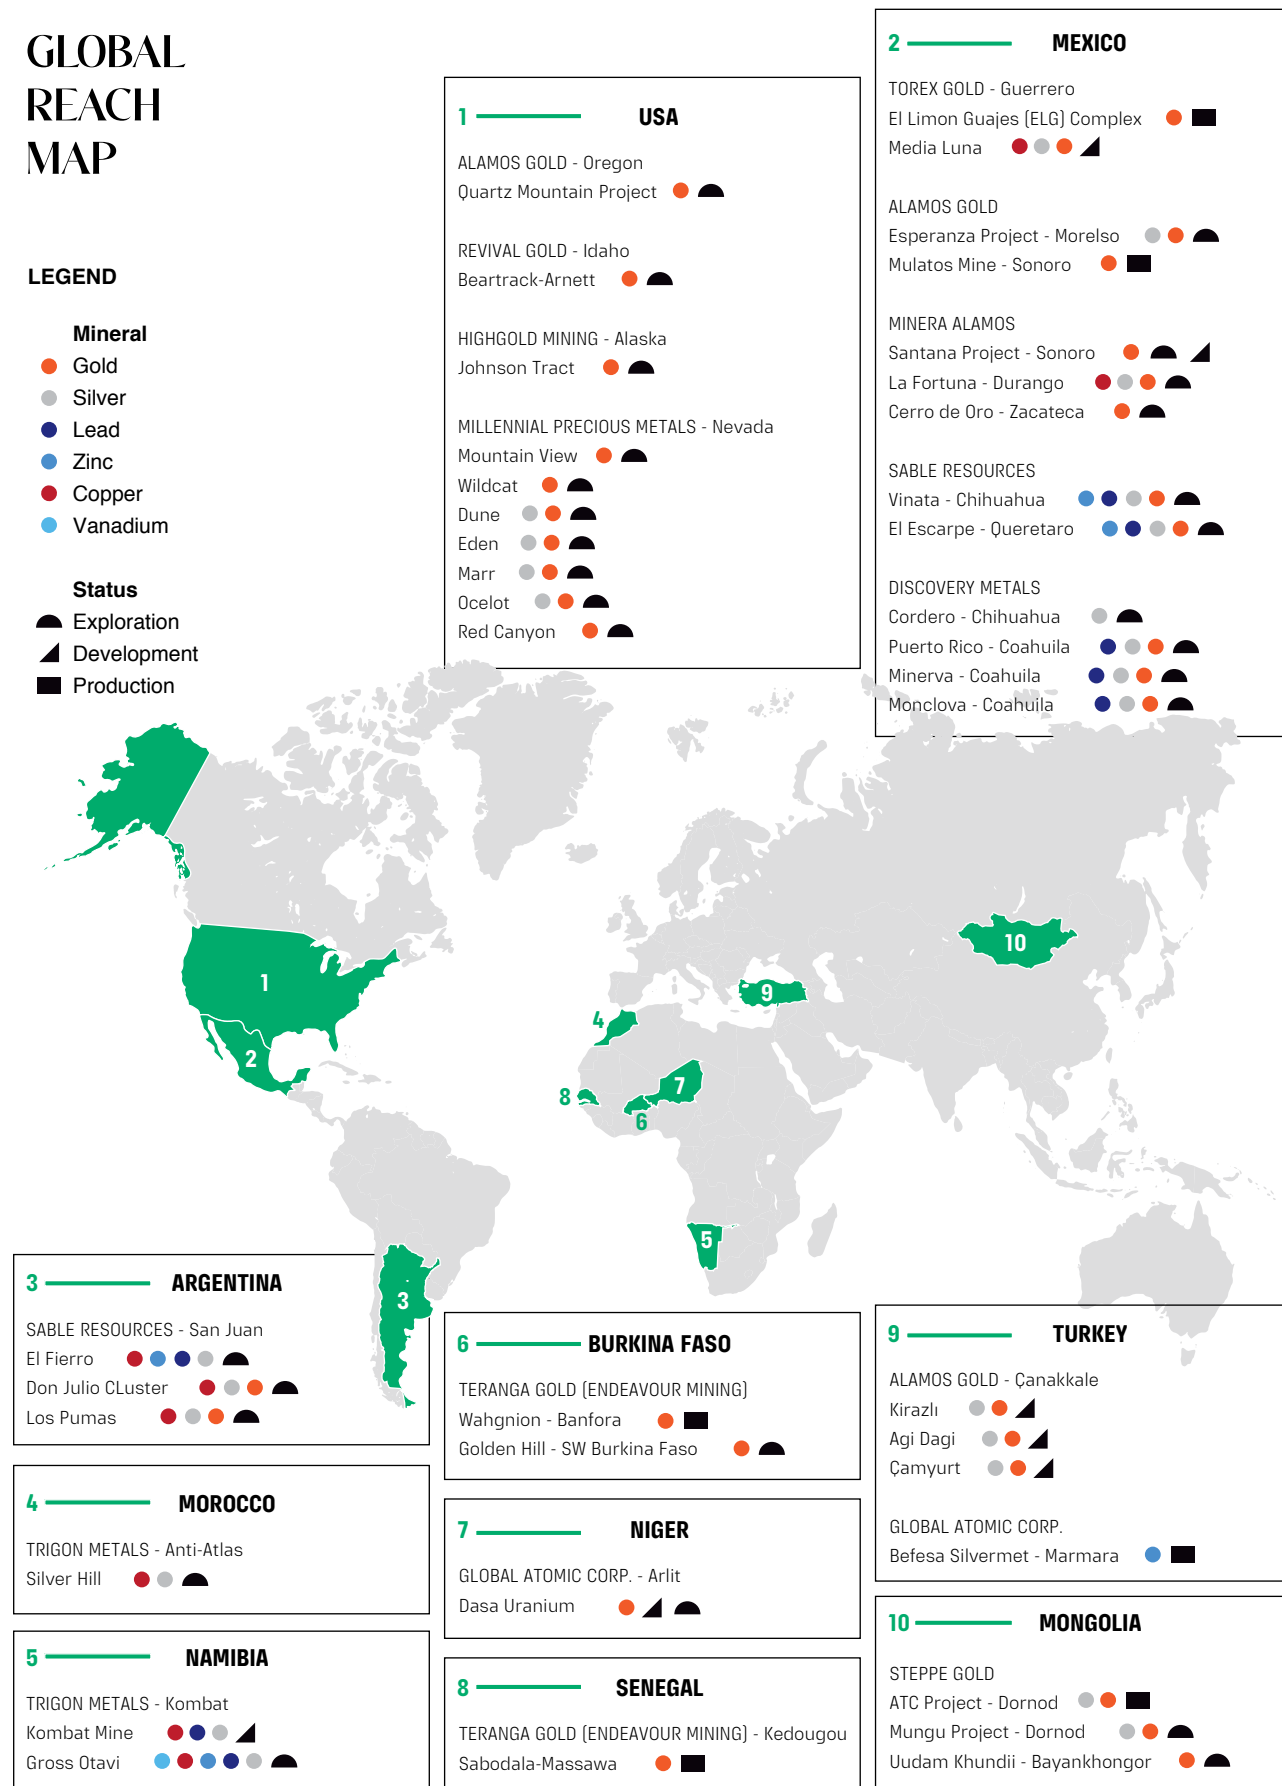 GLOBAL
REACH
MAP
LEGEND
Mineral
Gold
Silver
Lead
Zinc
Copper
Vanadium
Status
Exploration
Development
Production
1 USA
ALAMOS GOLD - Oregon
Quartz Mountain Project
REVIVAL GOLD - Idaho
Beartrack-Arnett
HIGHGOLD MINING - Alaska
Johnson Tract
MILLENNIAL PRECIOUS METALS - Nevada
Mountain View
Wildcat
Dune
Eden
Marr
Ocelot
Red Canyon
2 MEXICO
TOREX GOLD - Guerrero
El Limon Guajes (ELG) Complex
Media Luna
ALAMOS GOLD
Esperanza Project - Morelso
Mulatos Mine - Sonoro
MINERA ALAMOS
Santana Project - Sonoro
La Fortuna - Durango
Cerro de Oro - Zacateca
SABLE RESOURCES
Vinata - Chihuahua
El Escarpe - Queretaro
DISCOVERY METALS
Cordero - Chihuahua
Puerto Rico - Coahuila
Minerva - Coahuila
Monclova - Coahuila
1
2
3
4
5
6
7
8
9
10
3 ARGENTINA
SABLE RESOURCES - San Juan
El Fierro
Don Julio CLuster
Los Pumas
4 MOROCCO
TRIGON METALS - Anti-Atlas
Silver Hill
5 NAMIBIA
TRIGON METALS - Kombat
Kombat Mine
Gross Otavi
6 BURKINA FASO
TERANGA GOLD (ENDEAVOUR MINING)
Wahgnion - Banfora
Golden Hill - SW Burkina Faso
7 NIGER
GLOBAL ATOMIC CORP. - Arlit
Dasa Uranium
8 SENEGAL
TERANGA GOLD (ENDEAVOUR MINING) - Kedougou
Sabodala-Massawa
9 TURKEY
ALAMOS GOLD - Çanakkale
Kirazlı
Agi Dagi
Çamyurt
GLOBAL ATOMIC CORP.
Befesa Silvermet - Marmara
10 MONGOLIA
STEPPE GOLD
ATC Project - Dornod
Mungu Project - Dornod
Uudam Khundii - Bayankhongor